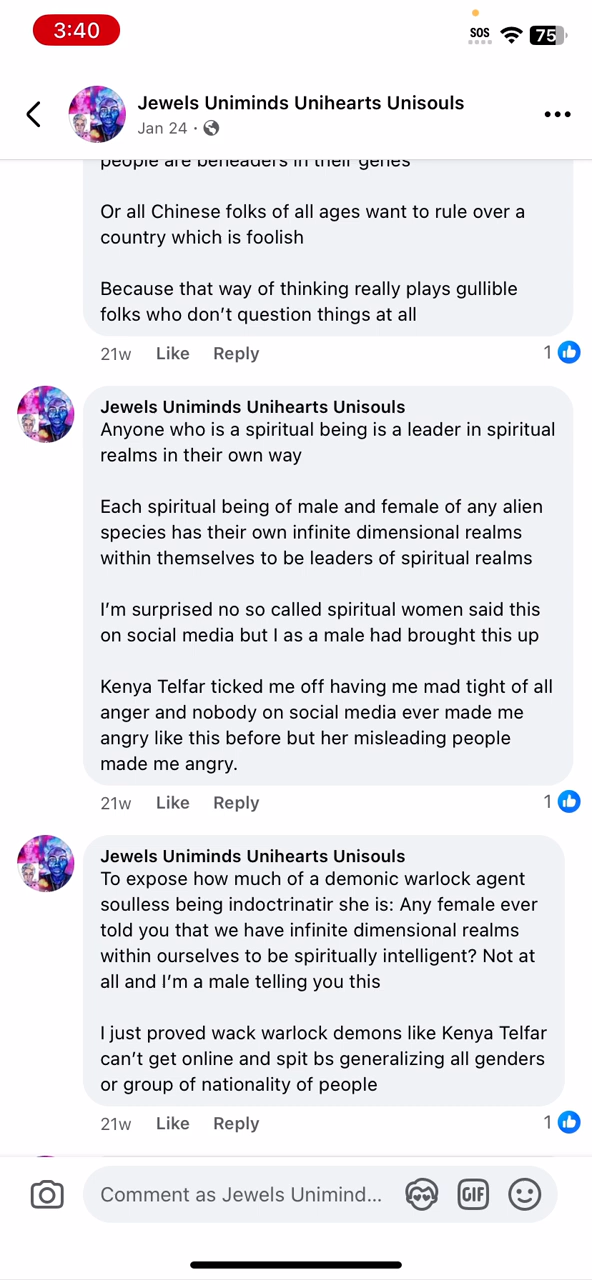 3:40
SOS
75
Jewels Uniminds Unihearts Unisouls
Jan 24 ·
people are beheaders in their genes
Or all Chinese folks of all ages want to rule over a
country which is foolish
Because that way of thinking really plays gullible
folks who don't question things at all
21w Like Reply 1
Jewels Uniminds Unihearts Unisouls
Anyone who is a spiritual being is a leader in spiritual
realms in their own way
Each spiritual being of male and female of any alien
species has their own infinite dimensional realms
within themselves to be leaders of spiritual realms
I'm surprised no so called spiritual women said this
on social media but I as a male had brought this up
Kenya Telfar ticked me off having me mad tight of all
anger and nobody on social media ever made me
angry like this before but her misleading people
made me angry.
21w Like Reply 1
Jewels Uniminds Unihearts Unisouls
To expose how much of a demonic warlock agent
soulless being indoctrinatir she is: Any female ever
told you that we have infinite dimensional realms
within ourselves to be spiritually intelligent? Not at
all and I'm a male telling you this
I just proved wack warlock demons like Kenya Telfar
can't get online and spit bs generalizing all genders
or group of nationality of people
21w Like Reply 1
Comment as Jewels Unimind...
GIF